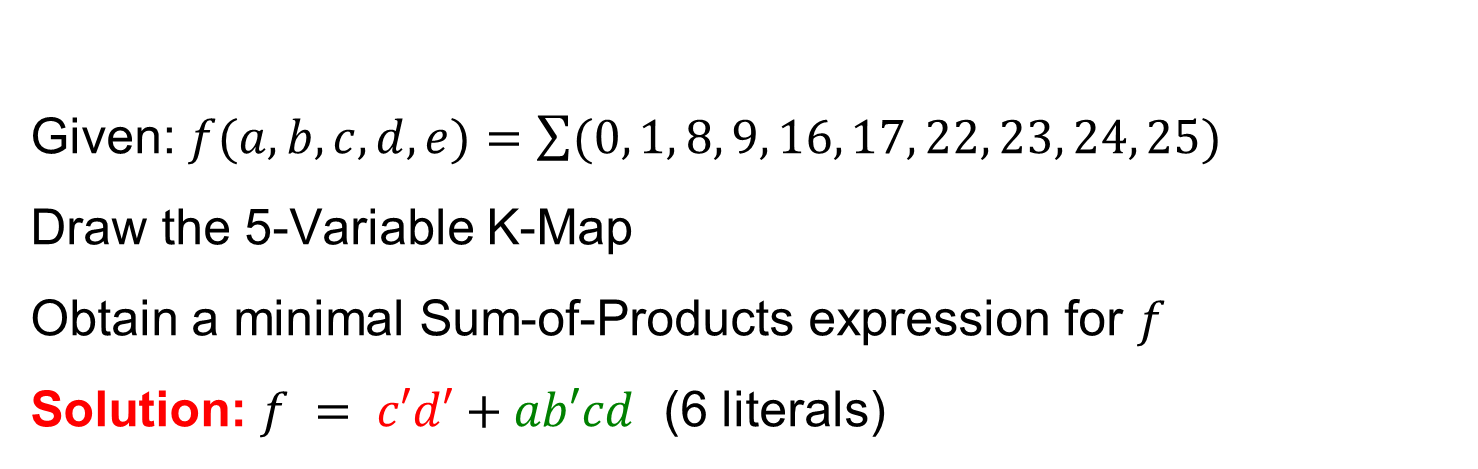 Given: f(a, b, c, d, e) = ∑(0, 1, 8, 9, 16, 17, 22, 23, 24, 25)
Draw the 5-Variable K-Map
Obtain a minimal Sum-of-Products expression for f
Solution: f = c′d′ + ab′cd (6 literals)